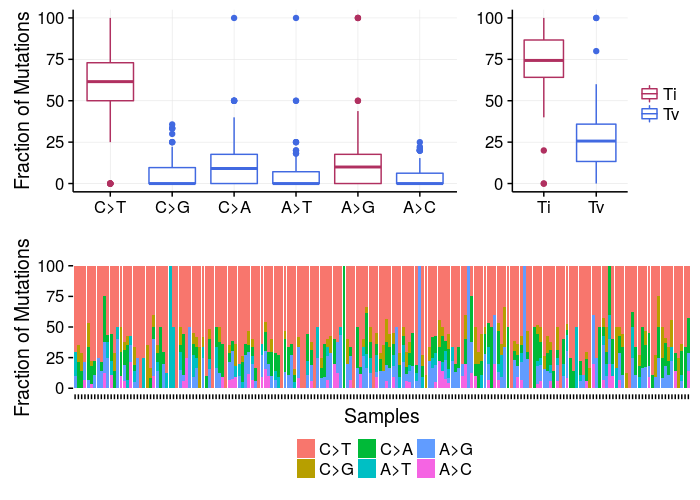 Fraction of Mutations
100
75
50
25
0
C>T C>G C>A A>T A>G A>C
100
75
50
25
0
Ti Tv
Ti
Tv
Fraction of Mutations
100
75
50
25
0
Samples
C>T C>A A>G
C>G A>T A>C